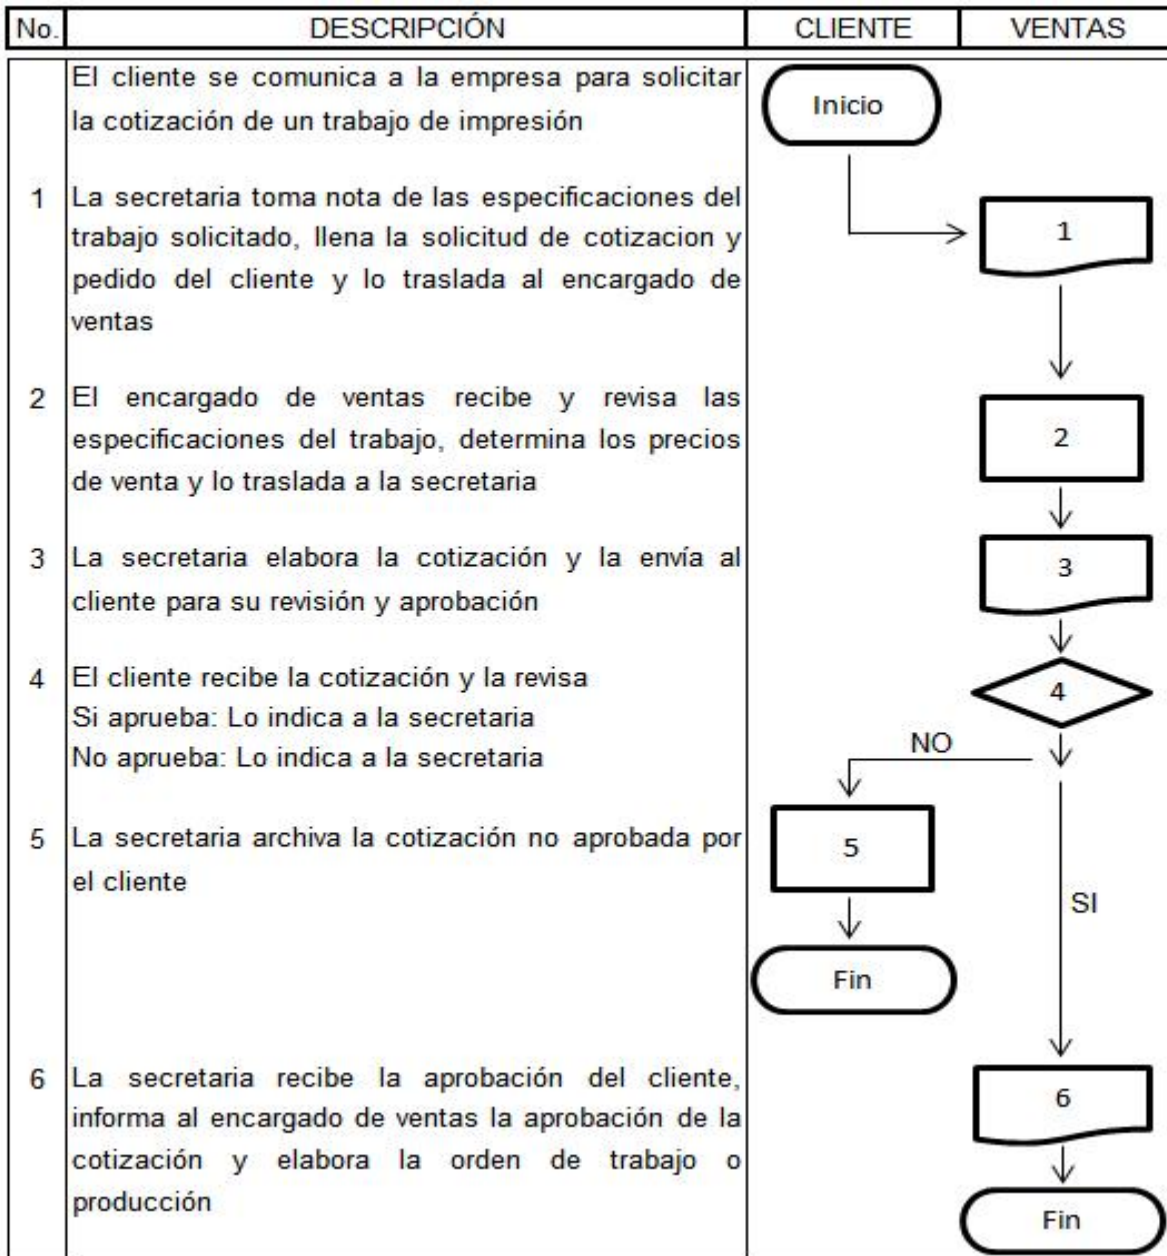 No. DESCRIPCIÓN CLIENTE VENTAS
El cliente se comunica a la empresa para solicitar
la cotización de un trabajo de impresión
Inicio
1 La secretaria toma nota de las especificaciones del
trabajo solicitado, llena la solicitud de cotizacion y
pedido del cliente y lo traslada al encargado de
ventas
1
2 El encargado de ventas recibe y revisa las
especificaciones del trabajo, determina los precios
de venta y lo traslada a la secretaria
2
3 La secretaria elabora la cotización y la envía al
cliente para su revisión y aprobación
3
4 El cliente recibe la cotización y la revisa
Si aprueba: Lo indica a la secretaria
No aprueba: Lo indica a la secretaria
4
NO
5 La secretaria archiva la cotización no aprobada por
el cliente
5
SI
Fin
6 La secretaria recibe la aprobación del cliente,
informa al encargado de ventas la aprobación de la
cotización y elabora la orden de trabajo o
producción
6
Fin